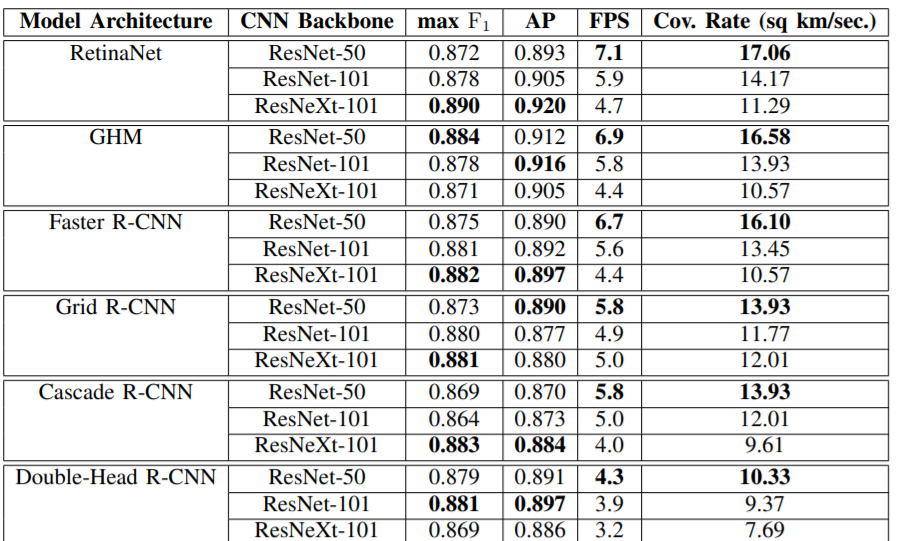 Model Architecture CNN Backbone max F1 AP FPS Cov. Rate (sq km/sec.)
RetinaNet ResNet-50 0.872 0.893 7.1 17.06
ResNet-101 0.878 0.905 5.9 14.17
ResNeXt-101 0.890 0.920 4.7 11.29
GHM ResNet-50 0.884 0.912 6.9 16.58
ResNet-101 0.878 0.916 5.8 13.93
ResNeXt-101 0.871 0.905 4.4 10.57
Faster R-CNN ResNet-50 0.875 0.890 6.7 16.10
ResNet-101 0.881 0.892 5.6 13.45
ResNeXt-101 0.882 0.897 4.4 10.57
Grid R-CNN ResNet-50 0.873 0.890 5.8 13.93
ResNet-101 0.880 0.877 4.9 11.77
ResNeXt-101 0.881 0.880 5.0 12.01
Cascade R-CNN ResNet-50 0.869 0.870 5.8 13.93
ResNet-101 0.864 0.873 5.0 12.01
ResNeXt-101 0.883 0.884 4.0 9.61
Double-Head R-CNN ResNet-50 0.879 0.891 4.3 10.33
ResNet-101 0.881 0.897 3.9 9.37
ResNeXt-101 0.869 0.886 3.2 7.69